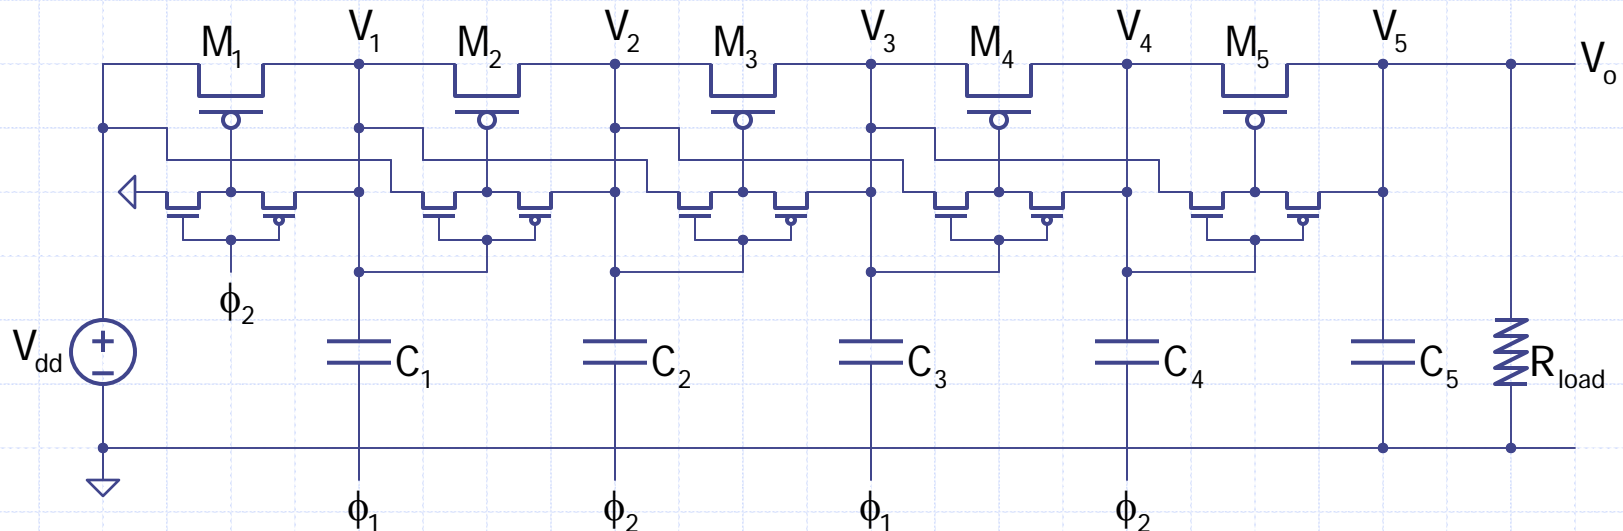 M1 V1 M2 V2 M3 V3 M4 V4 M5 V5 Vo
ϕ2
Vdd + − C1 C2 C3 C4 C5 Rload
ϕ1 ϕ2 ϕ1 ϕ2